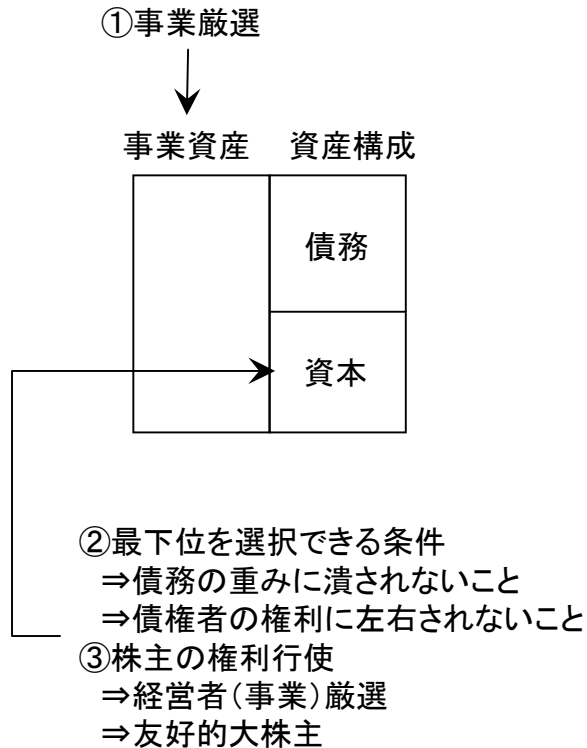 ①事業厳選
事業資産 資産構成
債務
資本
②最下位を選択できる条件
⇒債務の重みに潰されないこと
⇒債権者の権利に左右されないこと
③株主の権利行使
⇒経営者(事業)厳選
⇒友好的大株主